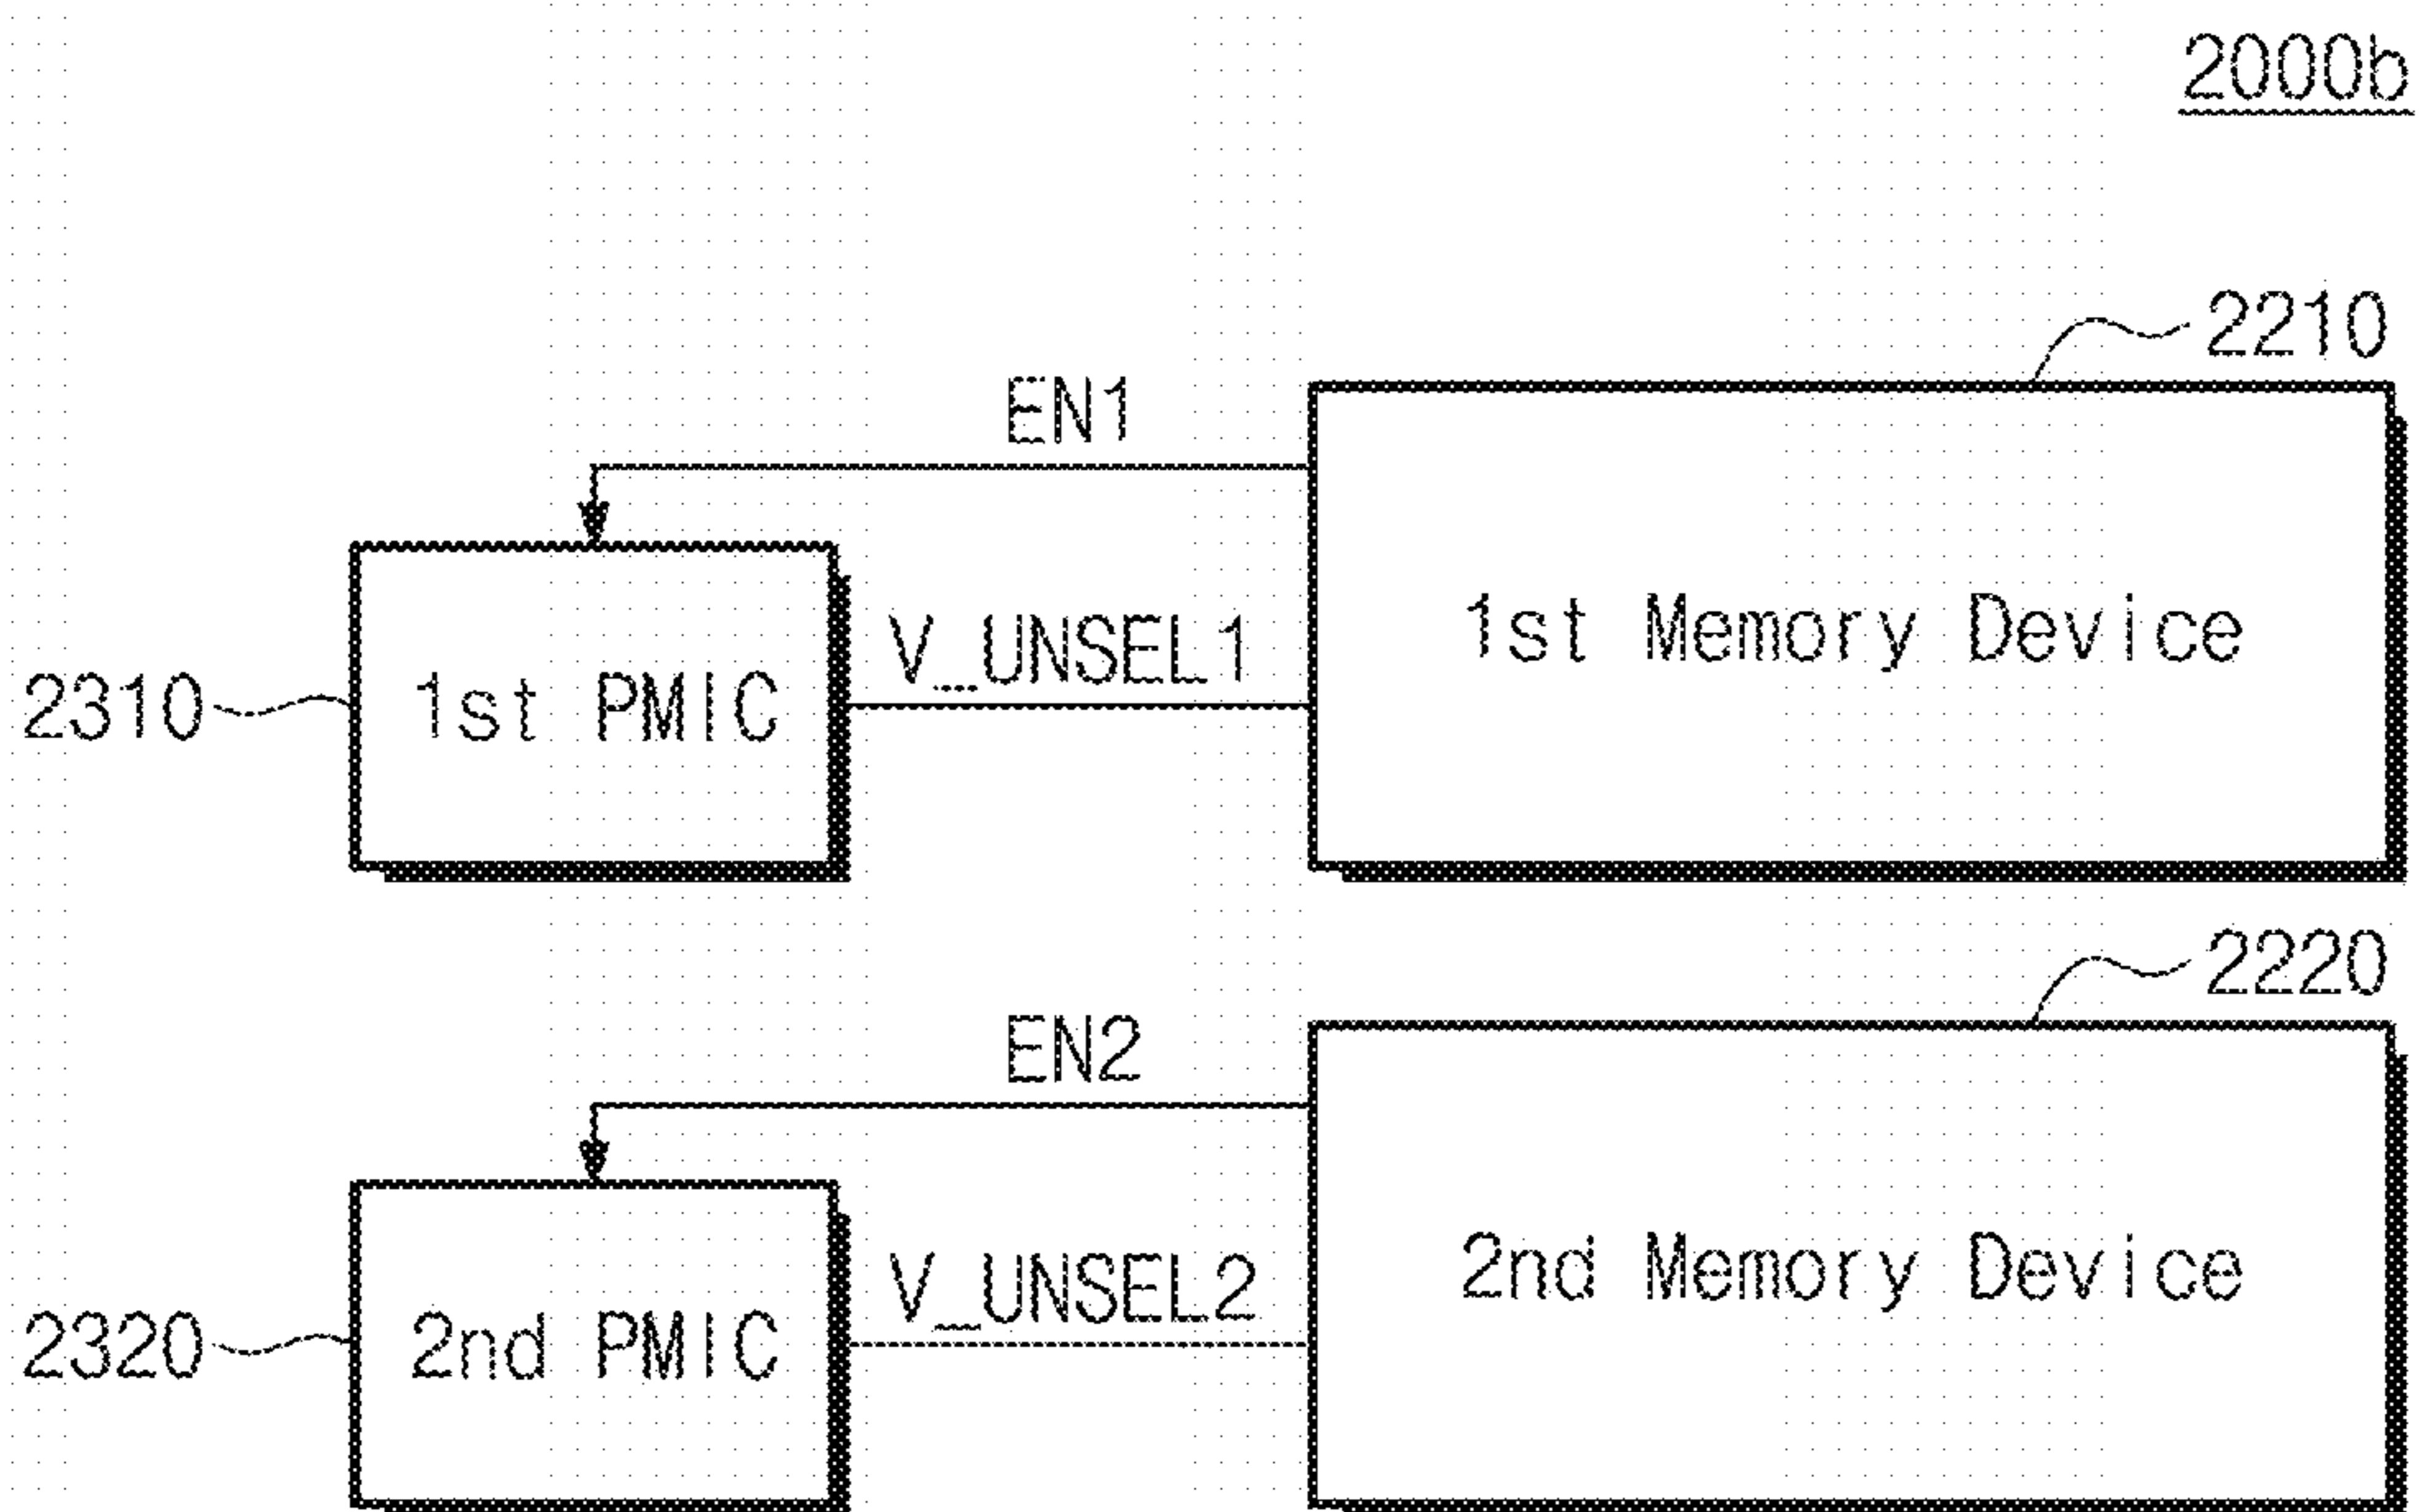 2000b
2210
EN1
1st Memory Device
V_UNSEL1
2310
1st PMIC
2220
EN2
2nd Memory Device
V_UNSEL2
2320
2nd PMIC